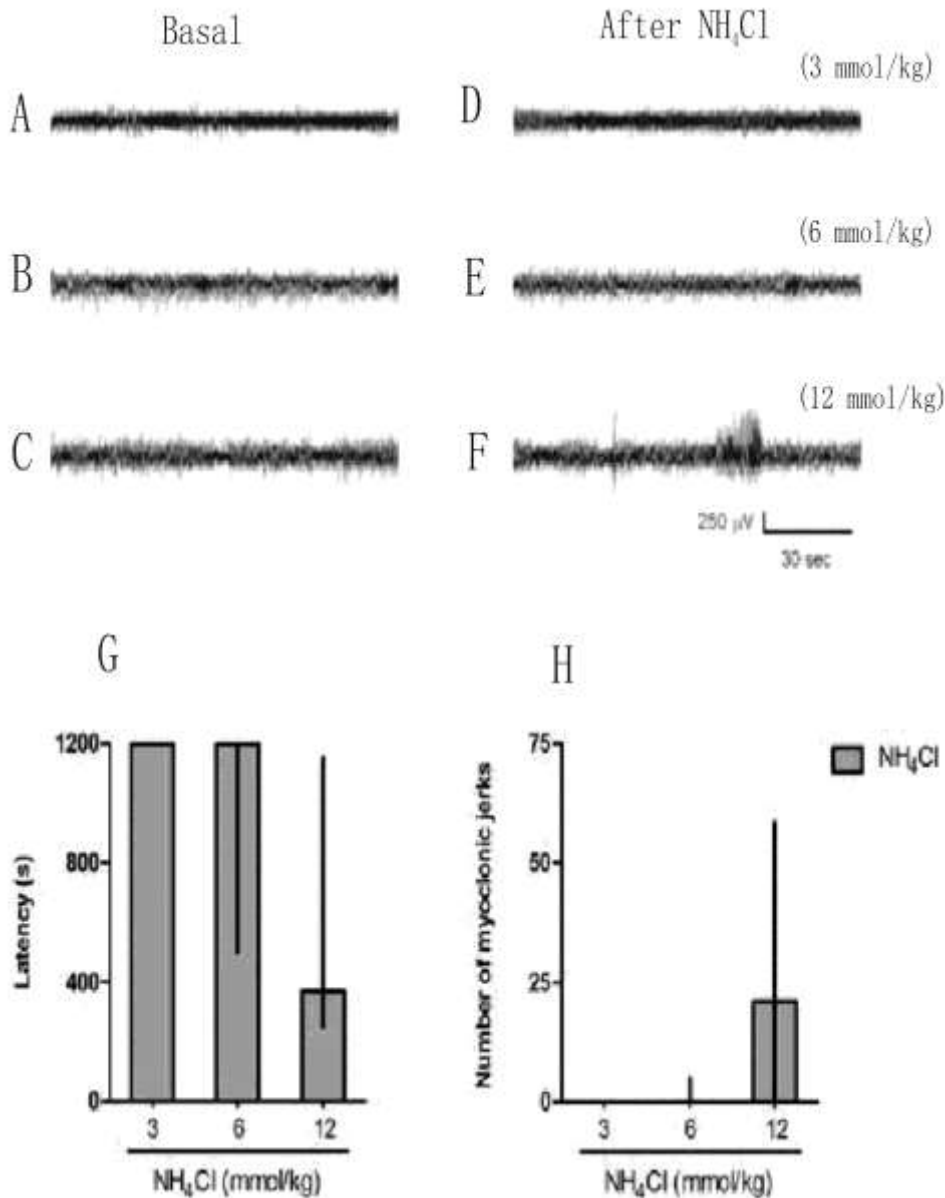 Basal
After NH₄Cl
(3 mmol/kg)
A
D
(6 mmol/kg)
B
E
(12 mmol/kg)
C
F
250 µV
30 sec
G
H
1200
800
400
0
Latency (s)
3 6 12
NH₄Cl (mmol/kg)
75
50
25
0
Number of myoclonic jerks
3 6 12
NH₄Cl (mmol/kg)
NH₄Cl